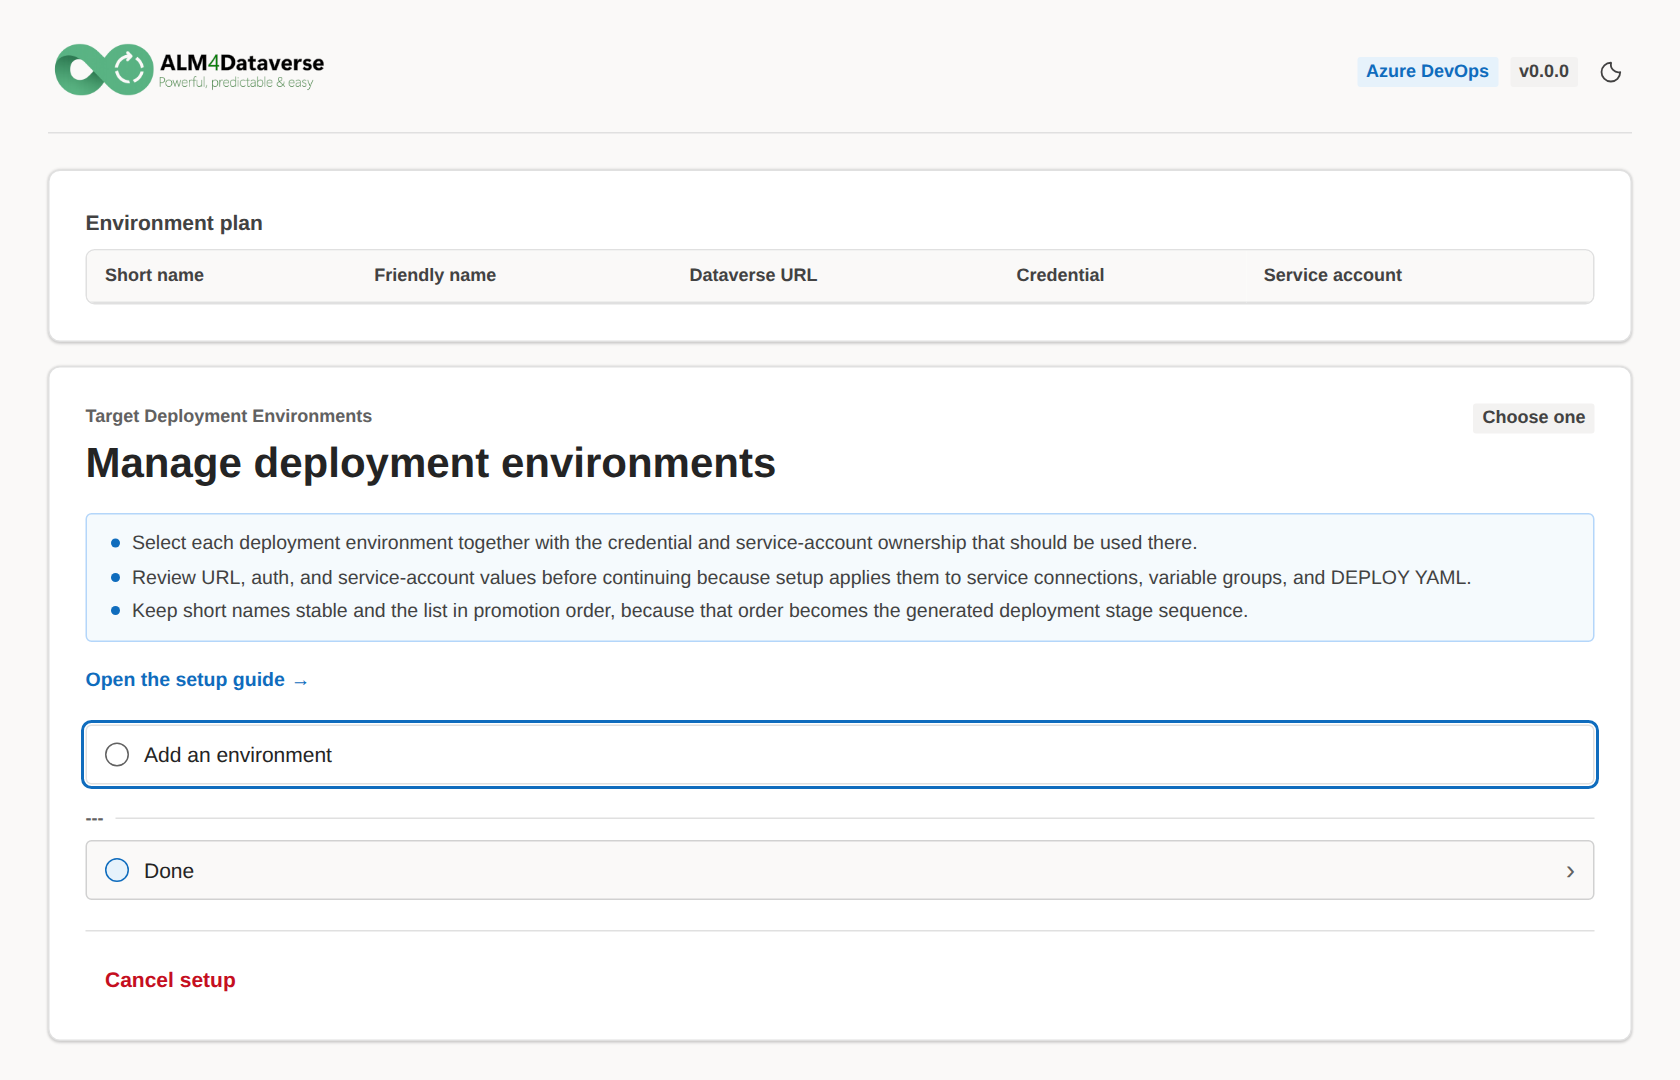 ALM4Dataverse
Powerful, predictable & easy
Azure DevOps
v0.0.0
Environment plan
Short name Friendly name Dataverse URL Credential Service account
Target Deployment Environments
Choose one
Manage deployment environments
Select each deployment environment together with the credential and service-account ownership that should be used there.
Review URL, auth, and service-account values before continuing because setup applies them to service connections, variable groups, and DEPLOY YAML.
Keep short names stable and the list in promotion order, because that order becomes the generated deployment stage sequence.
Open the setup guide →
Add an environment
---
Done
Cancel setup